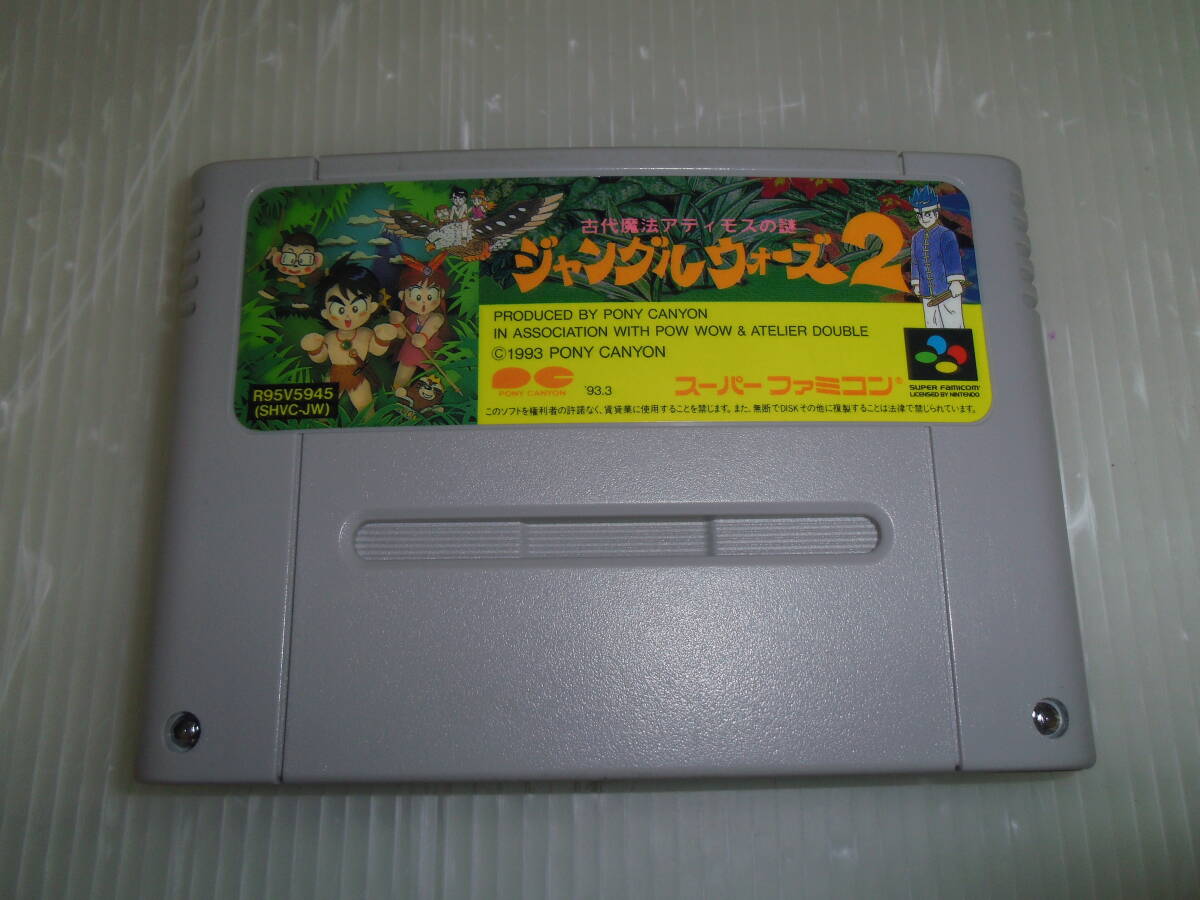 古代魔法アティモスの謎
ジャングルウォーズ2
PRODUCED BY PONY CANYON
IN ASSOCIATION WITH POW WOW & ATELIER DOUBLE
©1993 PONY CANYON
PONY CANYON
'93.3
スーパーファミコン®
SUPER FAMICOM
LICENSED BY NINTENDO
R95V5945
(SHVC-JW)
このソフトを権利者の許諾なく、賃貸業に使用することを禁じます。また、無断でDISKその他に複製することは法律で禁じられています。